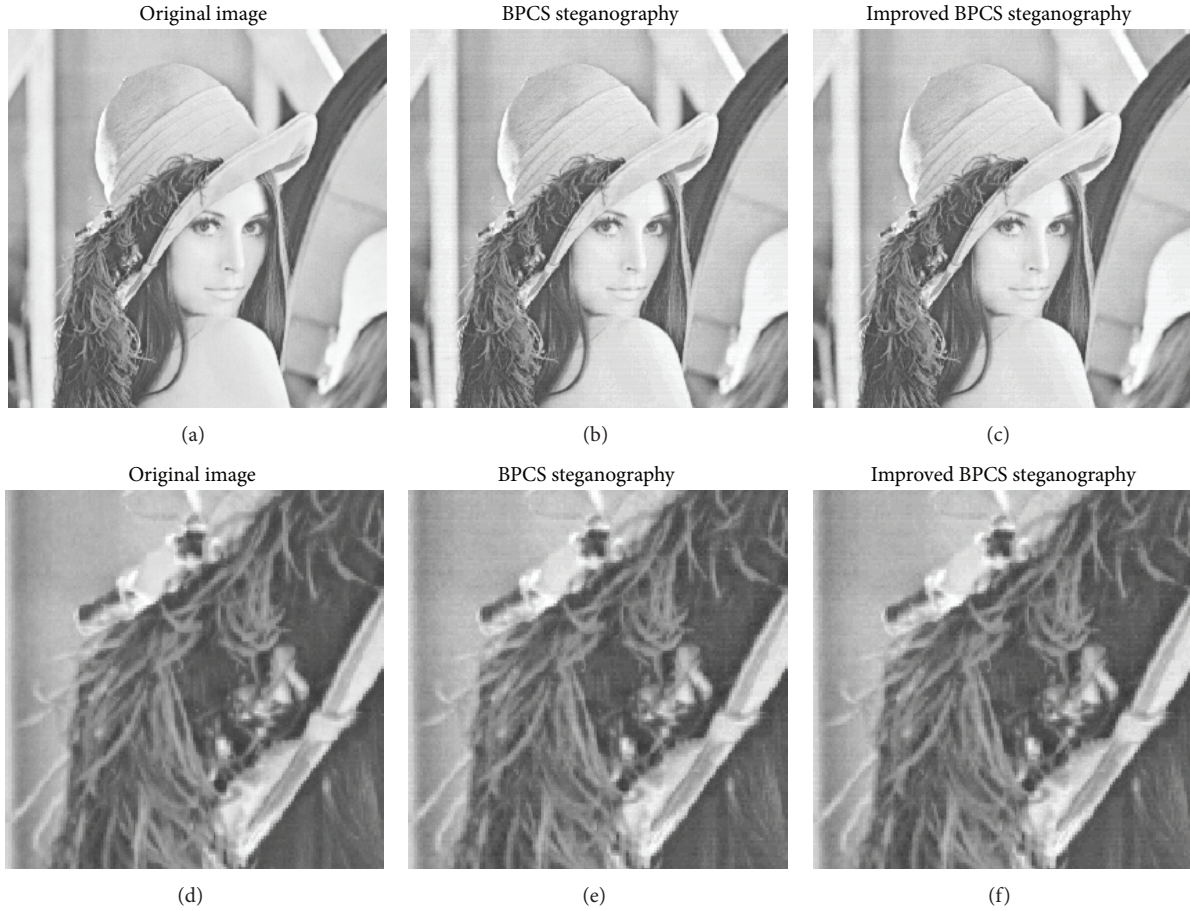 Original image
BPCS steganography
Improved BPCS steganography
(a)
(b)
(c)
Original image
BPCS steganography
Improved BPCS steganography
(d)
(e)
(f)